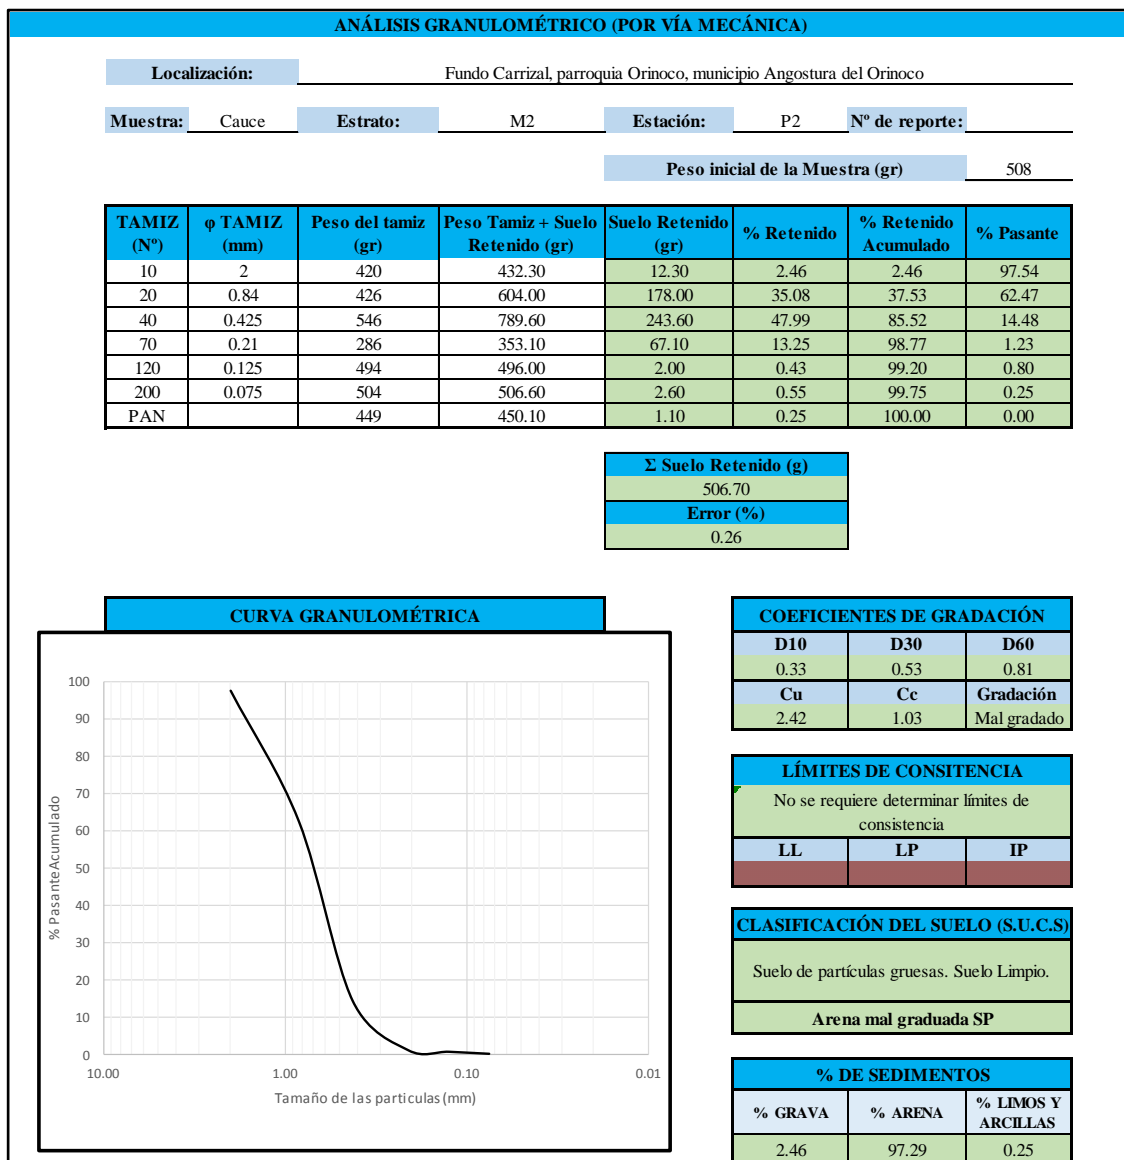 ANÁLISIS GRANULOMÉTRICO (POR VÍA MECÁNICA)
Localización: Fundo Carrizal, parroquia Orinoco, municipio Angostura del Orinoco
Muestra: Cauce Estrato: M2 Estación: P2 Nº de reporte:
Peso inicial de la Muestra (gr) 508
TAMIZ (Nº) φ TAMIZ (mm) Peso del tamiz (gr) Peso Tamiz + Suelo Retenido (gr) Suelo Retenido (gr) % Retenido % Retenido Acumulado % Pasante
10 2 420 432.30 12.30 2.46 2.46 97.54
20 0.84 426 604.00 178.00 35.08 37.53 62.47
40 0.425 546 789.60 243.60 47.99 85.52 14.48
70 0.21 286 353.10 67.10 13.25 98.77 1.23
120 0.125 494 496.00 2.00 0.43 99.20 0.80
200 0.075 504 506.60 2.60 0.55 99.75 0.25
PAN 449 450.10 1.10 0.25 100.00 0.00
Σ Suelo Retenido (g)
506.70
Error (%)
0.26
CURVA GRANULOMÉTRICA
% Pasante Acumulado
100
90
80
70
60
50
40
30
20
10
0
10.00 1.00 0.10 0.01
Tamaño de las particulas (mm)
COEFICIENTES DE GRADACIÓN
D10 D30 D60
0.33 0.53 0.81
Cu Cc Gradación
2.42 1.03 Mal gradado
LÍMITES DE CONSITENCIA
No se requiere determinar límites de
consistencia
LL LP IP
CLASIFICACIÓN DEL SUELO (S.U.C.S)
Suelo de partículas gruesas. Suelo Limpio.
Arena mal graduada SP
% DE SEDIMENTOS
% GRAVA % ARENA % LIMOS Y ARCILLAS
2.46 97.29 0.25